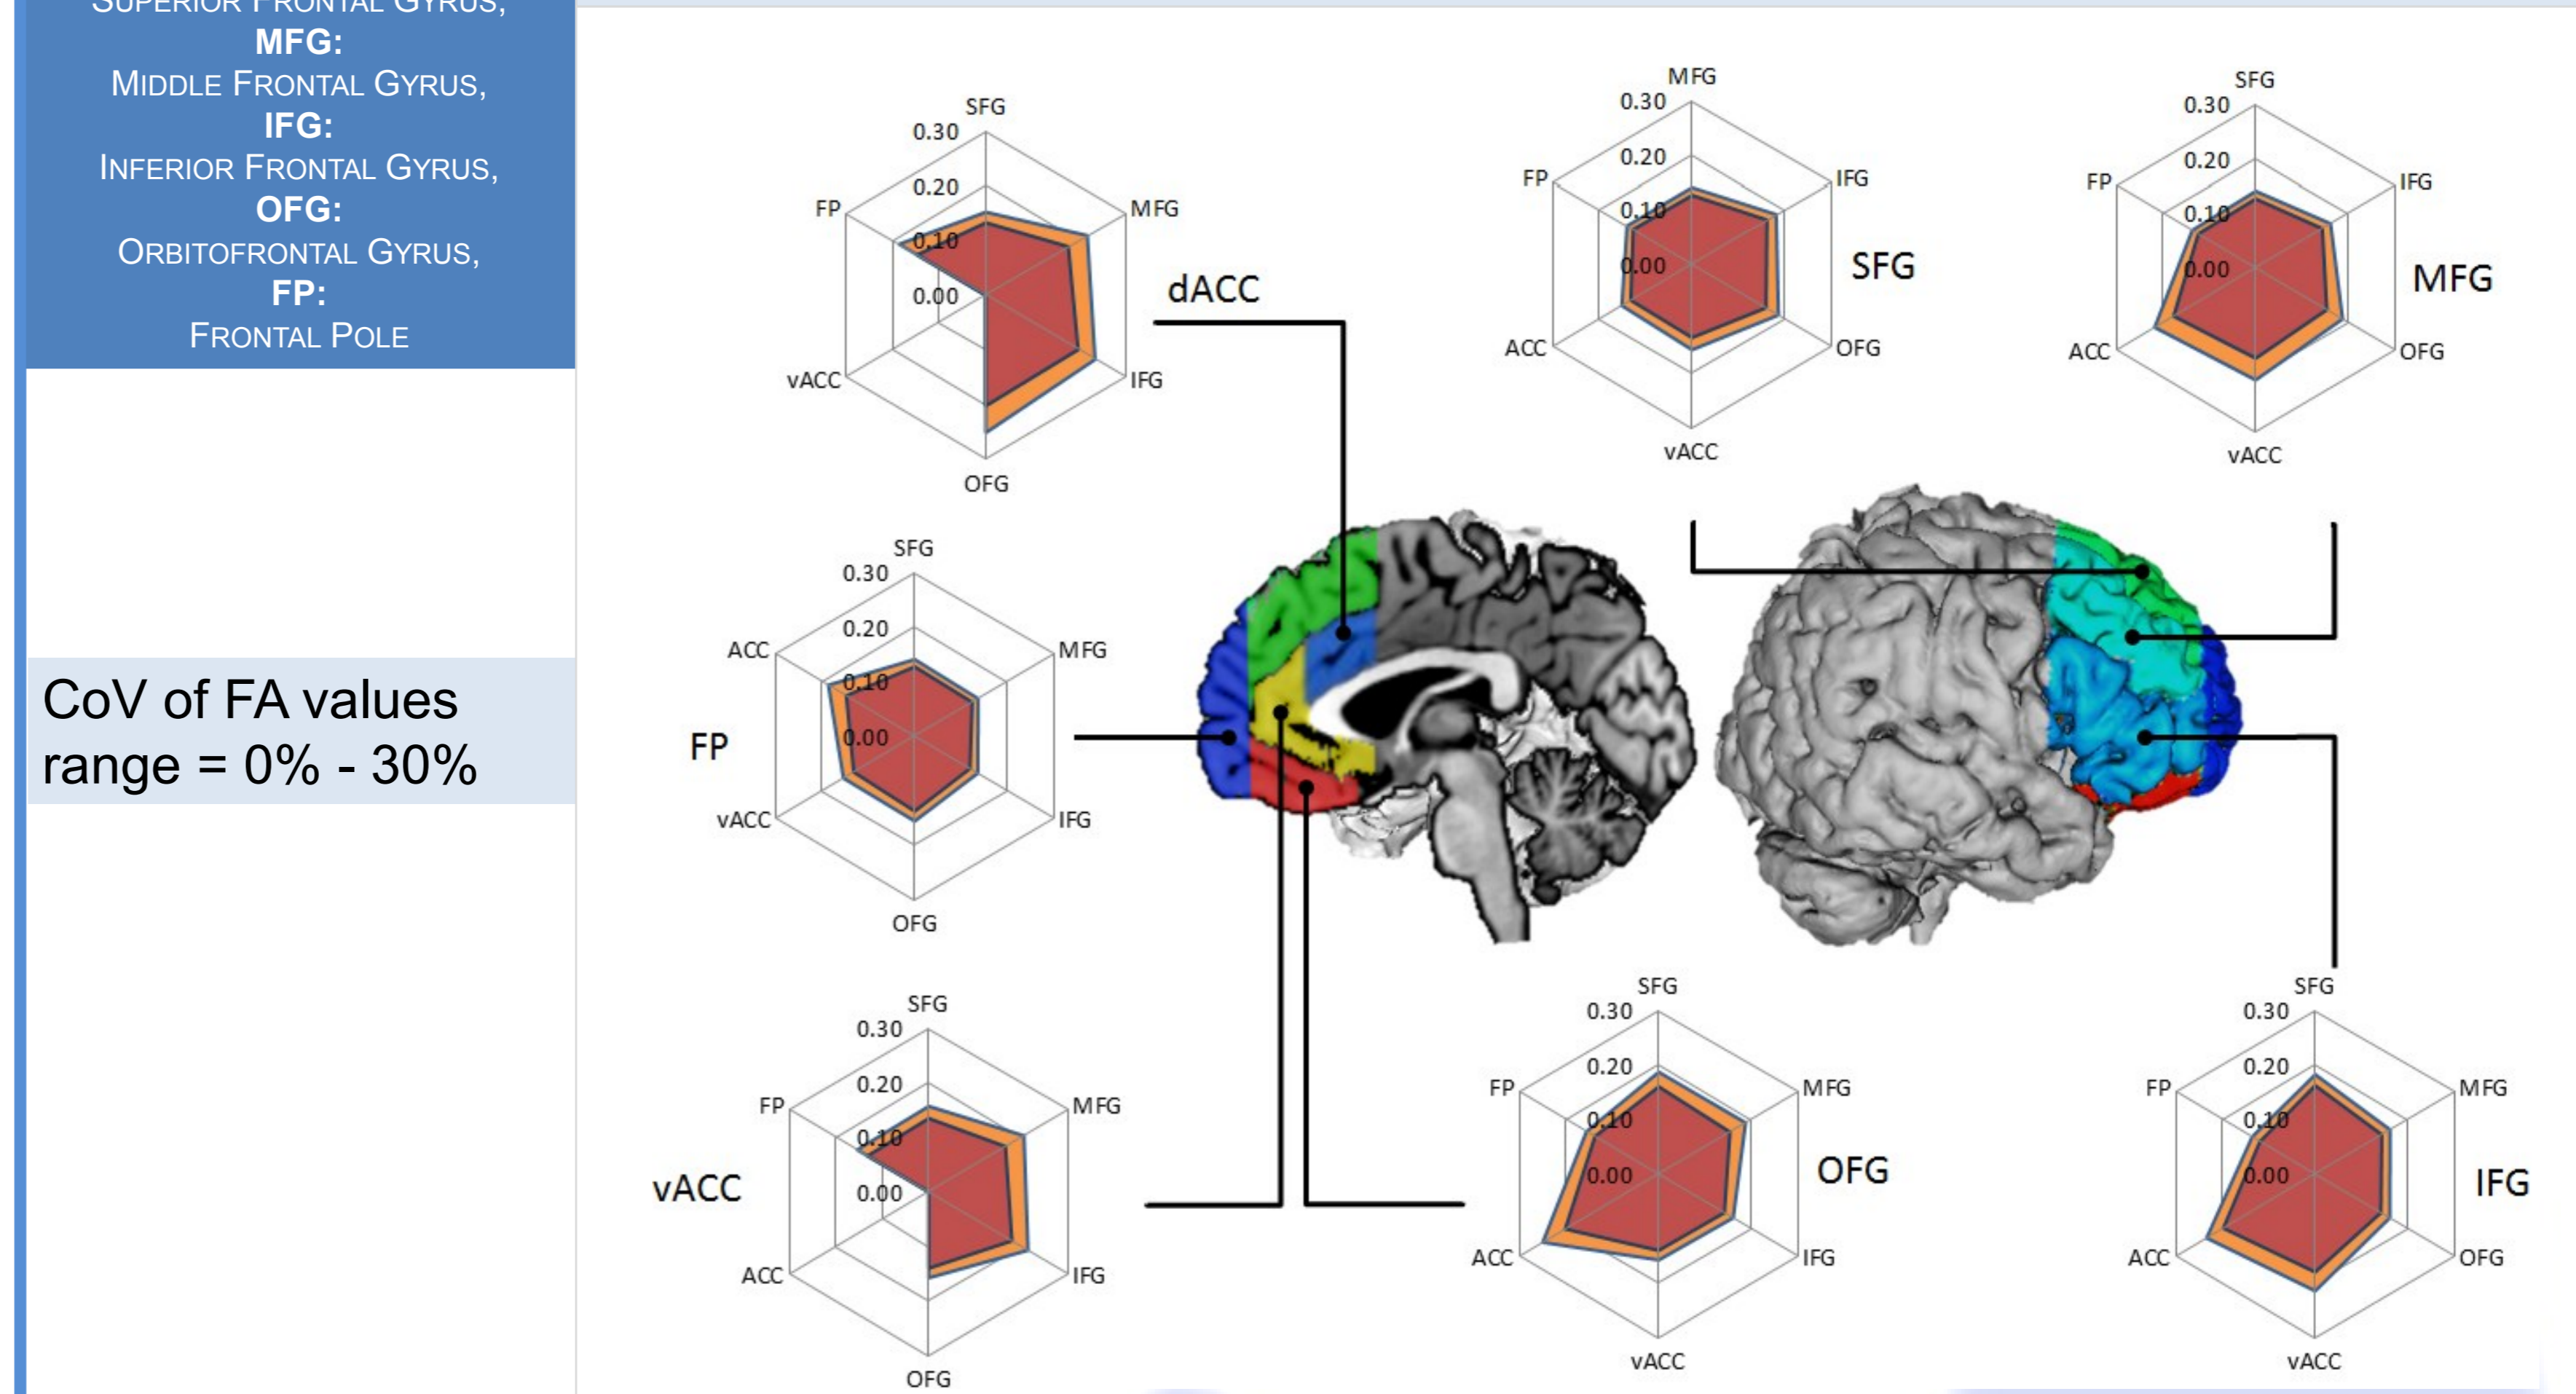 SUPERIOR FRONTAL GYRUS,
MFG:
MIDDLE FRONTAL GYRUS,
IFG:
INFERIOR FRONTAL GYRUS,
OFG:
ORBITOFRONTAL GYRUS,
FP:
FRONTAL POLE
CoV of FA values
range = 0% - 30%
SFG
0.30
0.20
0.10
0.00
FP
MFG
vACC
IFG
OFG
dACC
MFG
0.30
0.20
0.10
0.00
FP
IFG
ACC
OFG
vACC
SFG
SFG
0.30
0.20
0.10
0.00
FP
IFG
ACC
OFG
vACC
MFG
SFG
0.30
0.20
0.10
0.00
ACC
MFG
vACC
IFG
OFG
FP
SFG
0.30
0.20
0.10
0.00
FP
MFG
ACC
IFG
OFG
vACC
SFG
0.30
0.20
0.10
0.00
FP
MFG
ACC
IFG
vACC
OFG
SFG
0.30
0.20
0.10
0.00
FP
MFG
ACC
OFG
vACC
IFG